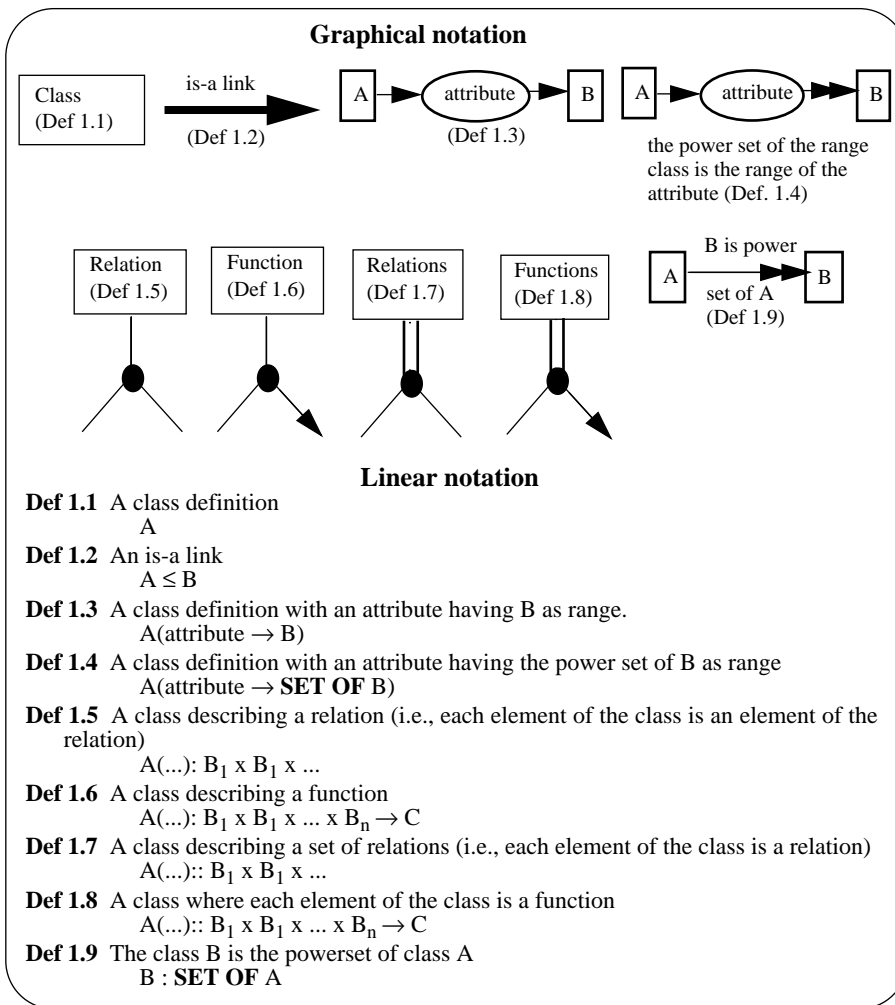 Graphical notation
Class
(Def 1.1)
is-a link
(Def 1.2)
A
attribute
B
(Def 1.3)
A
attribute
B
the power set of the range
class is the range of the
attribute (Def. 1.4)
Relation
(Def 1.5)
Function
(Def 1.6)
Relations
(Def 1.7)
Functions
(Def 1.8)
A
B is power
set of A
(Def 1.9)
B
Linear notation
Def 1.1 A class definition
A
Def 1.2 An is-a link
A ≤ B
Def 1.3 A class definition with an attribute having B as range.
A(attribute → B)
Def 1.4 A class definition with an attribute having the power set of B as range
A(attribute → SET OF B)
Def 1.5 A class describing a relation (i.e., each element of the class is an element of the
relation)
A(...): B₁ x B₁ x ...
Def 1.6 A class describing a function
A(...): B₁ x B₁ x ... x Bₙ → C
Def 1.7 A class describing a set of relations (i.e., each element of the class is a relation)
A(...):: B₁ x B₁ x ...
Def 1.8 A class where each element of the class is a function
A(...):: B₁ x B₁ x ... x Bₙ → C
Def 1.9 The class B is the powerset of class A
B : SET OF A